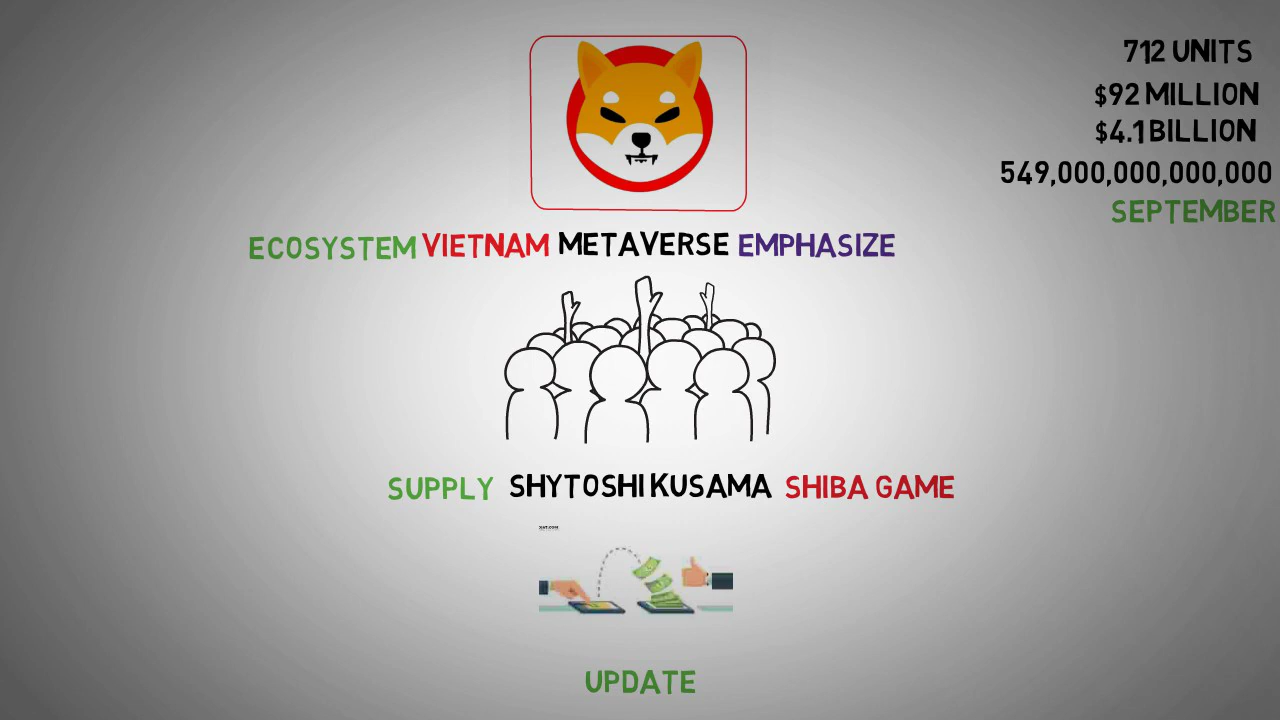 712 UNITS
$92 MILLION
$4.1 BILLION
549,000,000,000,000
SEPTEMBER
ECOSYSTEM VIETNAM METAVERSE EMPHASIZE
SUPPLY SHYTOSHI KUSAMA SHIBA GAME
UPDATE